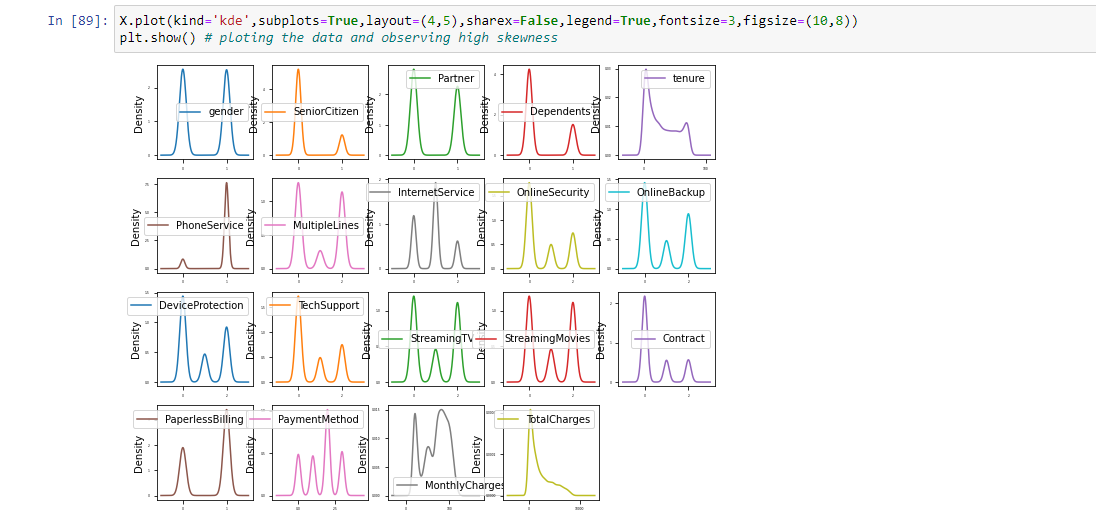 In [89]: X.plot(kind='kde',subplots=True,layout=(4,5),sharex=False,legend=True,fontsize=3,figsize=(10,8))
plt.show() # ploting the data and observing high skewness
Density gender Density SeniorCitizen Density Partner Density Dependents Density tenure
Density PhoneService Density MultipleLines Density InternetService Density OnlineSecurity Density OnlineBackup
Density DeviceProtection Density TechSupport Density StreamingTV Density StreamingMovies Density Contract
Density PaperlessBilling Density PaymentMethod Density MonthlyCharges Density TotalCharges